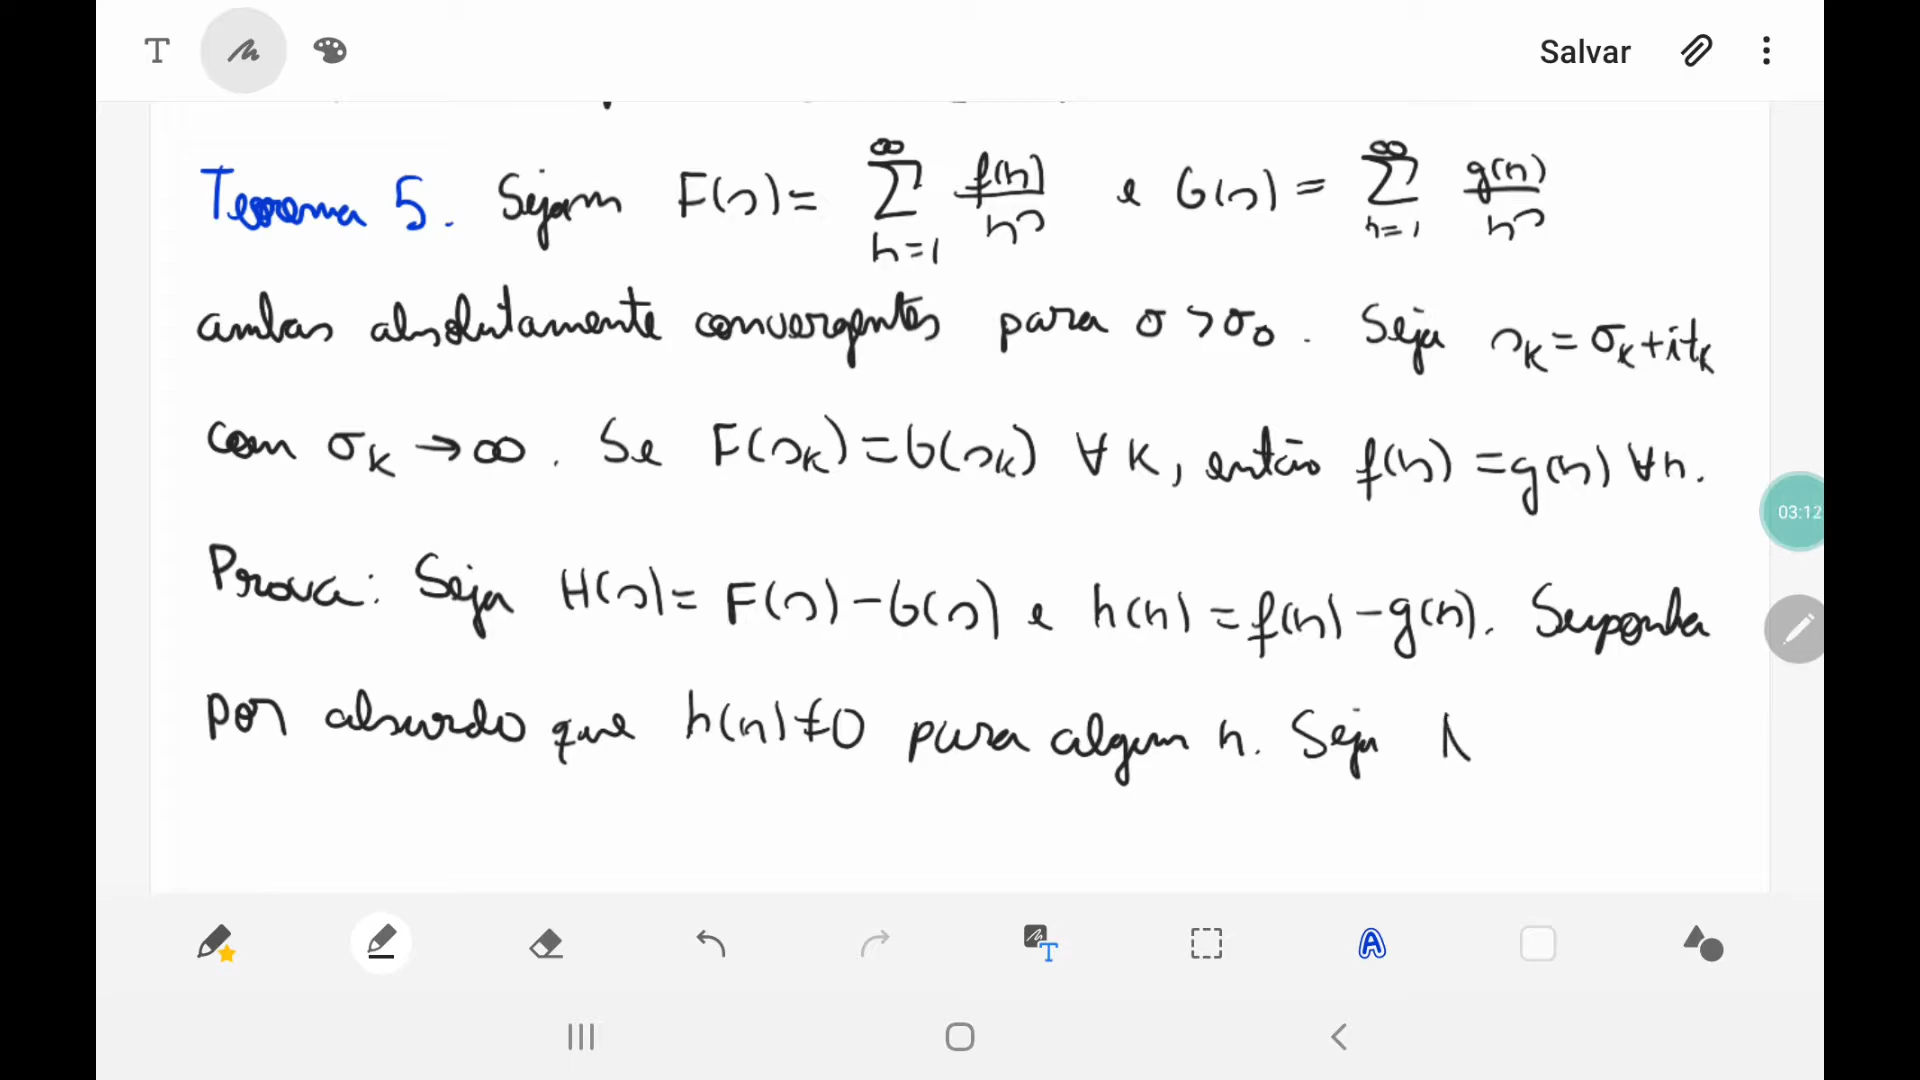 Salvar
Teorema 5. Sejam F(s) = ∑_{n=1}^{∞} f(n)/n^s e G(s) = ∑_{n=1}^{∞} g(n)/n^s
ambas absolutamente convergentes para σ > σ₀. Seja s_k = σ_k + it_k
com σ_k → ∞. Se F(s_k) = G(s_k) ∀ k, então f(n) = g(n) ∀ n.
03:12
Prova: Seja H(s) = F(s) - G(s) e h(n) = f(n) - g(n). Suponha
por absurdo que h(n) ≠ 0 para algum n. Seja